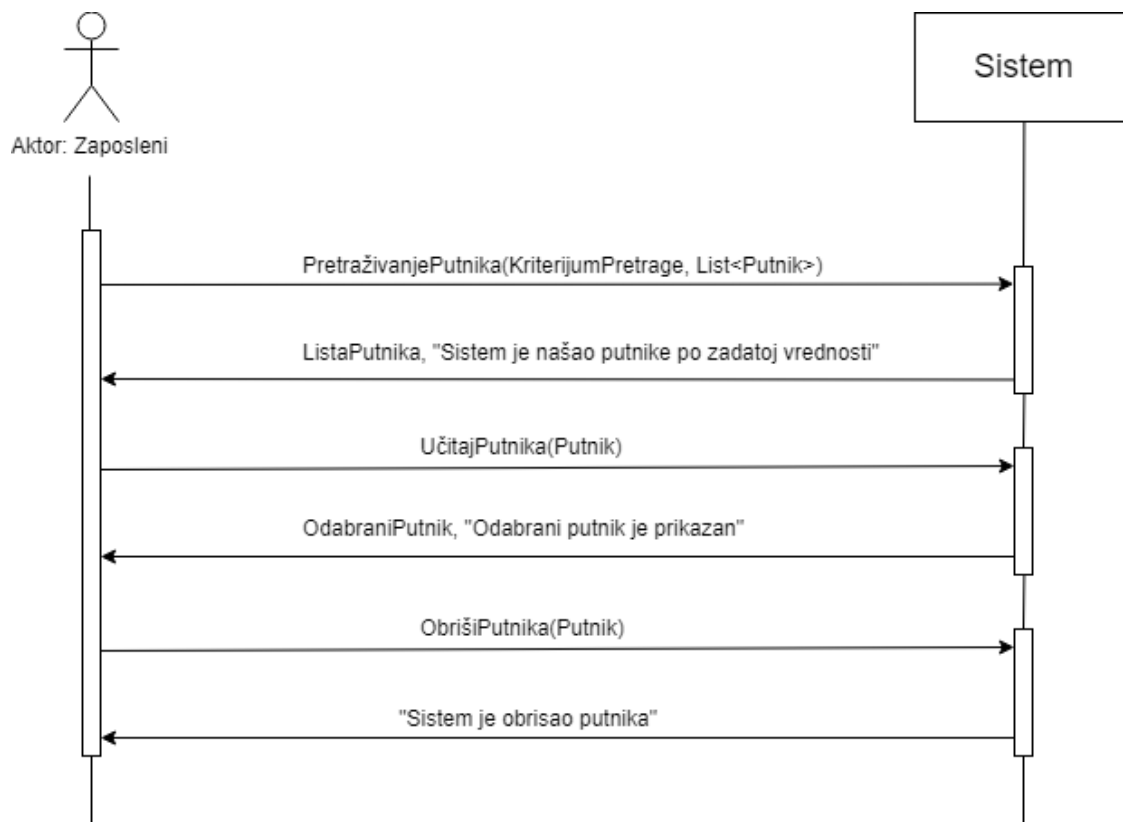 Sistem
Aktor: Zaposleni
PretraživanjePutnika(KriterijumPretrage, List<Putnik>)
ListaPutnika, "Sistem je našao putnike po zadatoj vrednosti"
UčitajPutnika(Putnik)
OdabraniPutnik, "Odabrani putnik je prikazan"
ObrišiPutnika(Putnik)
"Sistem je obrisao putnika"